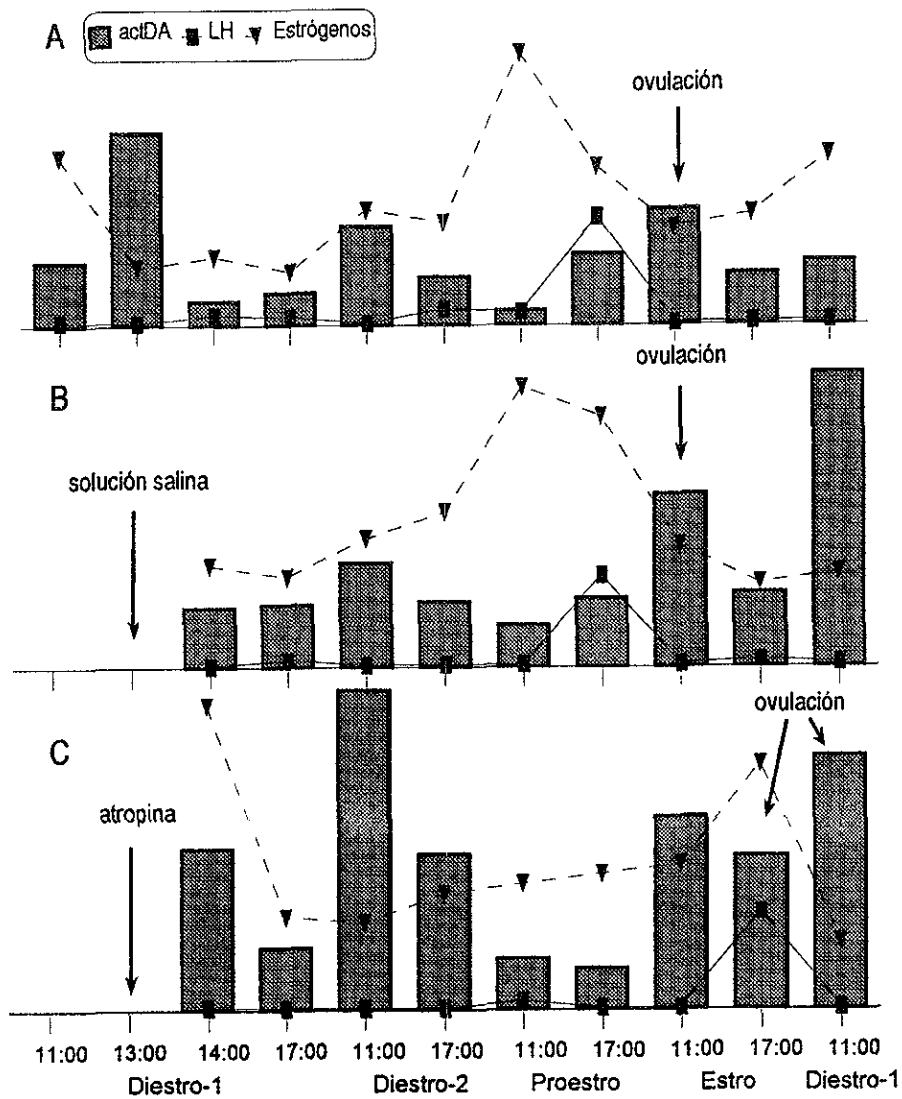 A
actDA LH Estrógenos
ovulación
ovulación
B
solución salina
ovulación
C
atropina
11:00 13:00 14:00 17:00 11:00 17:00 11:00 17:00 11:00 17:00 11:00
Diestro-1 Diestro-2 Proestro Estro Diestro-1